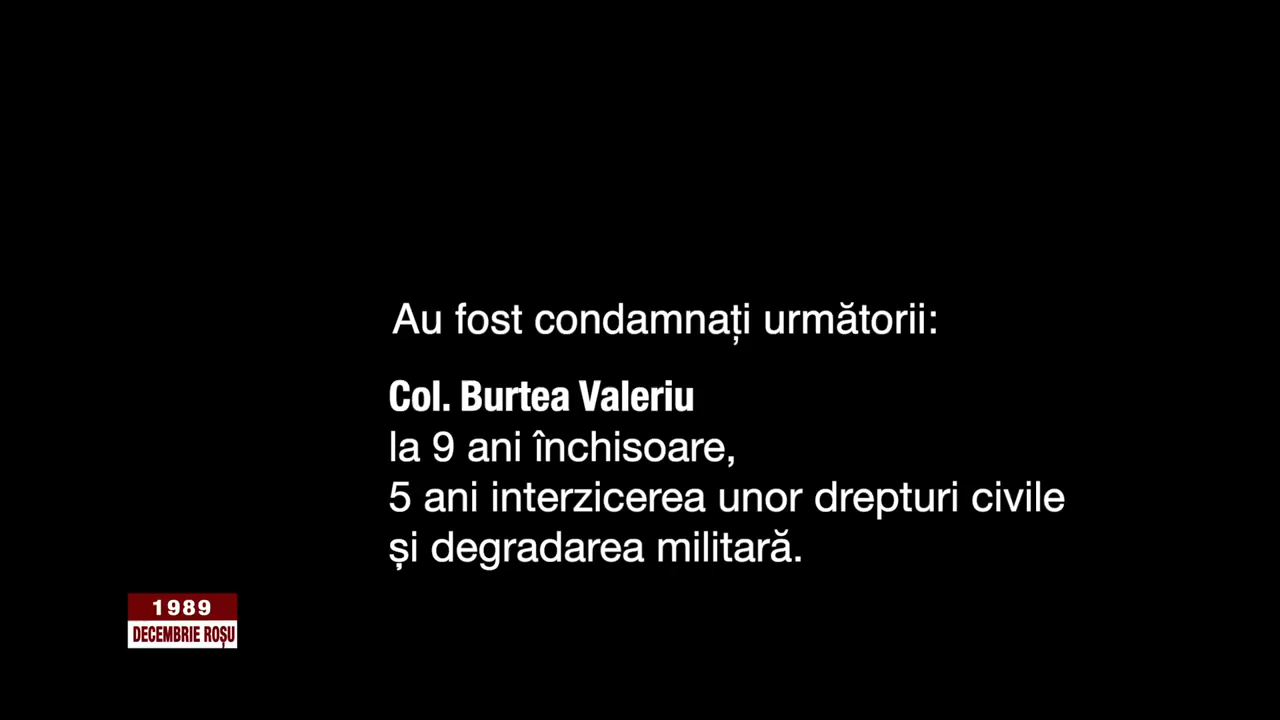 Au fost condamnați următorii:
Col. Burtea Valeriu
la 9 ani închisoare,
5 ani interzicerea unor drepturi civile
și degradarea militară.
1989
DECEMBRIE ROȘU